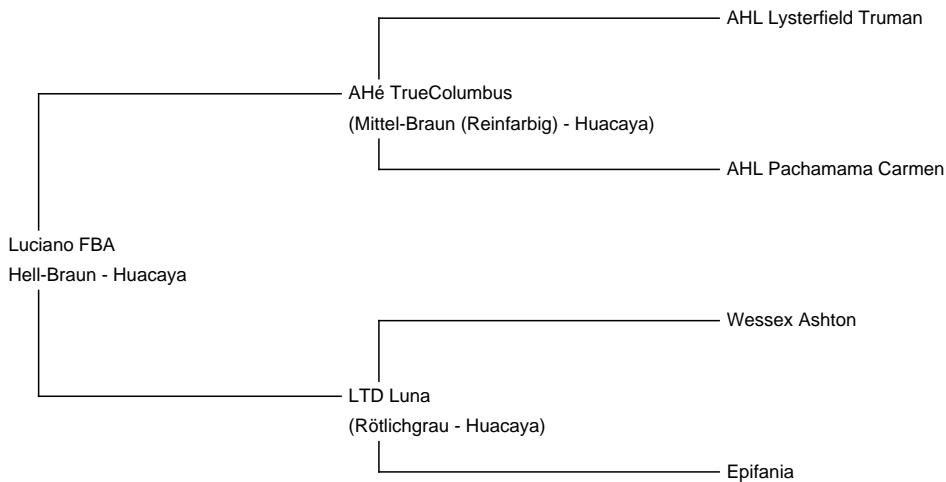 AHL Lysterfield Truman
AHé TrueColumbus
(Mittel-Braun (Reinfarbig) - Huacaya)
AHL Pachamama Carmen
Luciano FBA
Hell-Braun - Huacaya
Wessex Ashton
LTD Luna
(Rötlichgrau - Huacaya)
Epifania